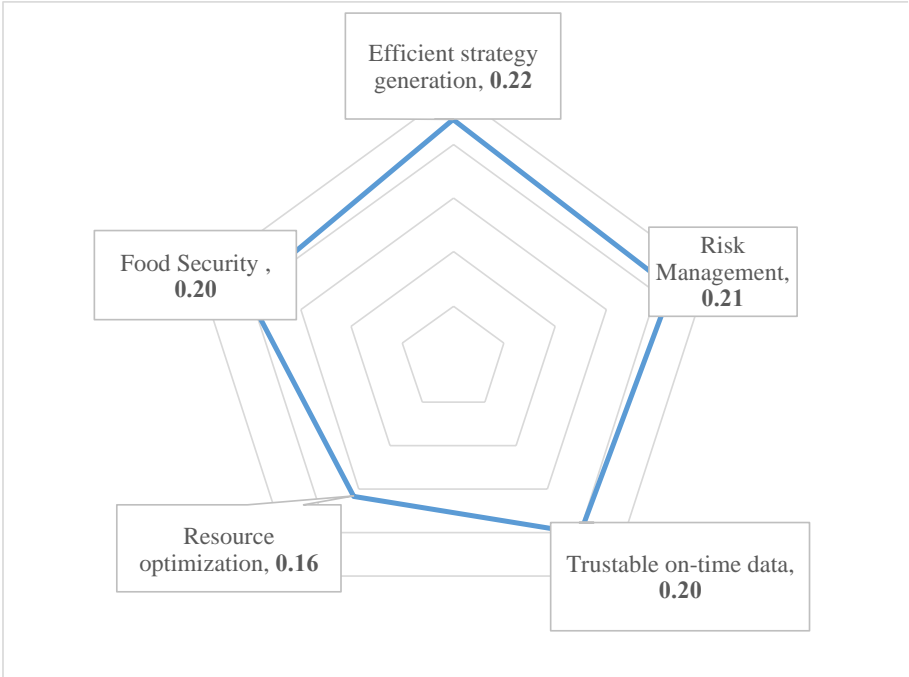 Efficient strategy
generation, 0.22
Risk
Management,
0.21
Food Security ,
0.20
Resource
optimization, 0.16
Trustable on-time data,
0.20